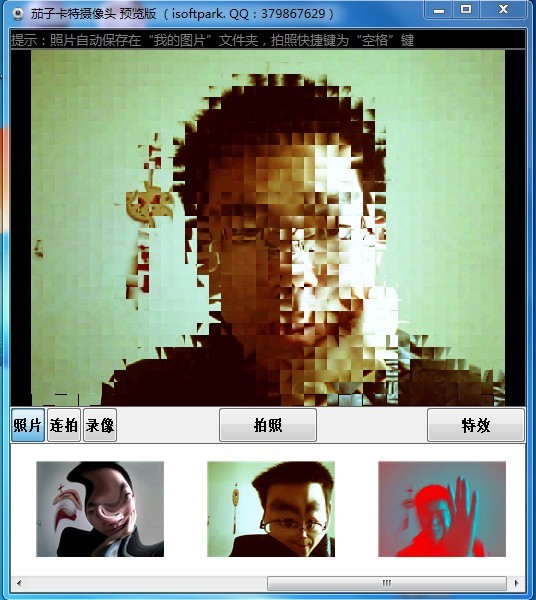 茄子卡特摄像头 预览版 （ isoftpark. QQ：379867629 ）
提示：照片自动保存在“我的图片”文件夹，拍照快捷键为“空格”键
照片 连拍 录像 拍照 特效